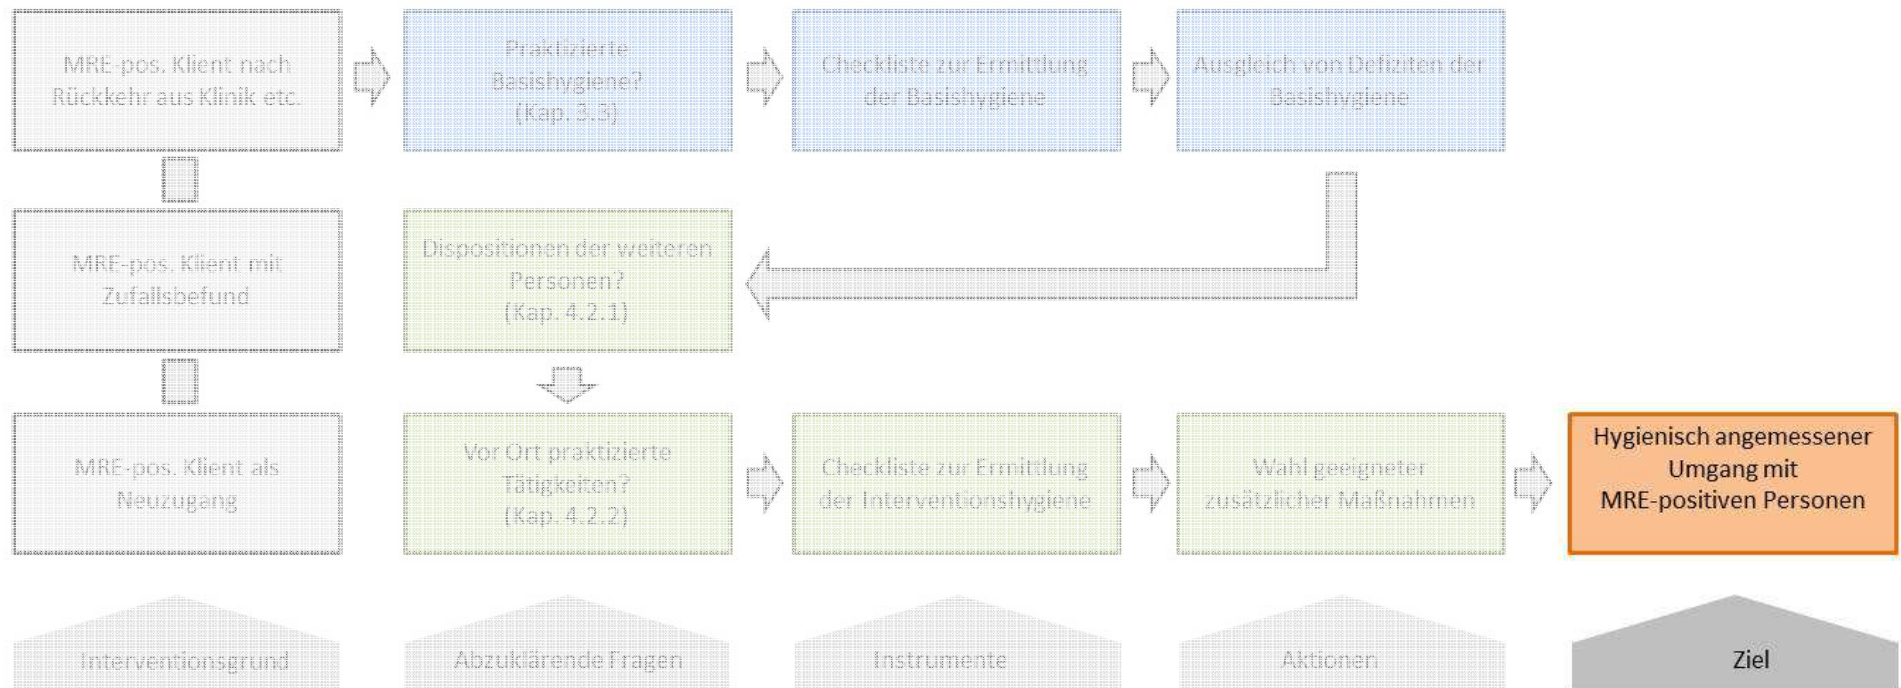 MRE-pos. Klient nach
Rückkehr aus Klinik etc.
Praktizierte
Basishygiene?
(Kap. 3.3)
Checkliste zur Ermittlung
der Basishygiene
Ausgleich von Defiziten der
Basishygiene
MRE-pos. Klient mit
Zufallsbefund
Dispositionen der weiteren
Personen?
(Kap. 4.2.1)
MRE-pos. Klient als
Neuzugang
Vor Ort praktizierte
Tätigkeiten?
(Kap. 4.2.2)
Checkliste zur Ermittlung
der Interventionshygiene
Wahl geeigneter
zusätzlicher Maßnahmen
Hygienisch angemessener
Umgang mit
MRE-positiven Personen
Interventionsgrund
Abzuklärende Fragen
Instrumente
Aktionen
Ziel